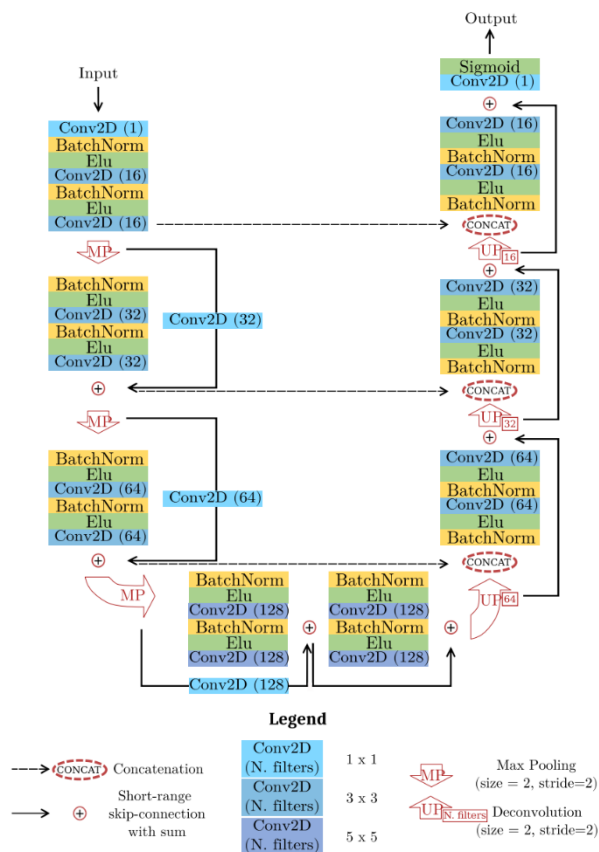 Input
Conv2D (1)
BatchNorm
Elu
Conv2D (16)
BatchNorm
Elu
Conv2D (16)
MP
BatchNorm
Elu
Conv2D (32)
BatchNorm
Elu
Conv2D (32)
Conv2D (32)
+
MP
BatchNorm
Elu
Conv2D (64)
BatchNorm
Elu
Conv2D (64)
Conv2D (64)
+
MP
BatchNorm
Elu
Conv2D (128)
BatchNorm
Elu
Conv2D (128)
Conv2D (128)
+
BatchNorm
Elu
Conv2D (128)
BatchNorm
Elu
Conv2D (128)
+
Output
Sigmoid
Conv2D (1)
+
Conv2D (16)
Elu
BatchNorm
Conv2D (16)
Elu
BatchNorm
CONCAT
UP 16
+
Conv2D (32)
Elu
BatchNorm
Conv2D (32)
Elu
BatchNorm
CONCAT
UP 32
+
Conv2D (64)
Elu
BatchNorm
Conv2D (64)
Elu
BatchNorm
CONCAT
UP 64
Legend
CONCAT Concatenation
+ Short-range
skip-connection
with sum
Conv2D
(N. filters)
1 x 1
Conv2D
(N. filters)
3 x 3
Conv2D
(N. filters)
5 x 5
MP
Max Pooling
(size = 2, stride=2)
UP N. filters
Deconvolution
(size = 2, stride=2)